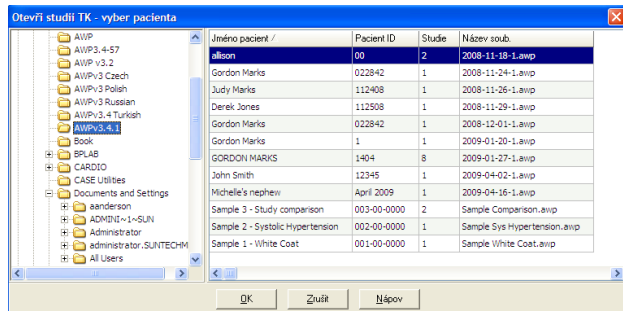 Otevři studii TK - vyber pacienta
AWP
AWP3.4-57
AWP v3.2
AWPv3 Czech
AWPv3 Polish
AWPv3 Russian
AWPv3.4 Turkish
AWPv3.4.1
Book
BPLAB
CARDIO
CASE Utilities
Documents and Settings
aanderson
ADMINI~1~SUN
Administrator
administrator.SUNTECHM
All Users
Jméno pacient / Pacient ID Studie Název soub.
allison 00 2 2008-11-18-1.awp
Gordon Marks 022842 1 2008-11-24-1.awp
Judy Marks 112408 1 2008-11-26-1.awp
Derek Jones 112508 1 2008-11-29-1.awp
Gordon Marks 022842 1 2008-12-01-1.awp
Gordon Marks 1 1 2009-01-20-1.awp
GORDON MARKS 1404 8 2009-01-27-1.awp
John Smith 12345 1 2009-04-02-1.awp
Michelle's nephew April 2009 1 2009-04-16-1.awp
Sample 3 - Study comparison 003-00-0000 2 Sample Comparison.awp
Sample 2 - Systolic Hypertension 002-00-0000 1 Sample Sys Hypertension.awp
Sample 1 - White Coat 001-00-0000 1 Sample White Coat.awp
OK Zrušit Nápov